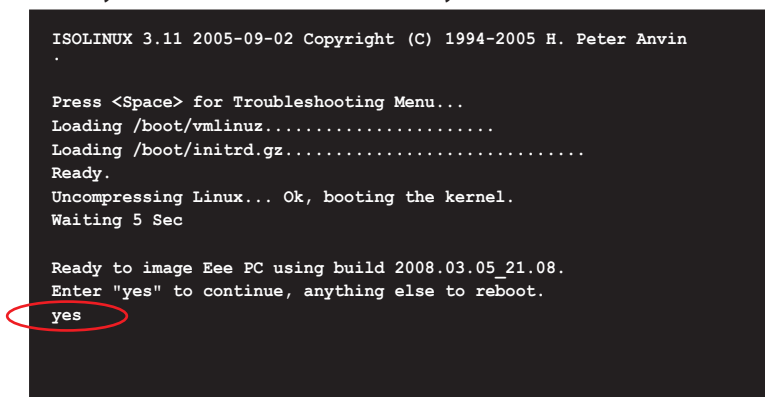 ISOLINUX 3.11 2005-09-02 Copyright (C) 1994-2005 H. Peter Anvin
.
Press <Space> for Troubleshooting Menu...
Loading /boot/vmlinuz.......................
Loading /boot/initrd.gz..............................
Ready.
Uncompressing Linux... Ok, booting the kernel.
Waiting 5 Sec
Ready to image Eee PC using build 2008.03.05_21.08.
Enter "yes" to continue, anything else to reboot.
yes